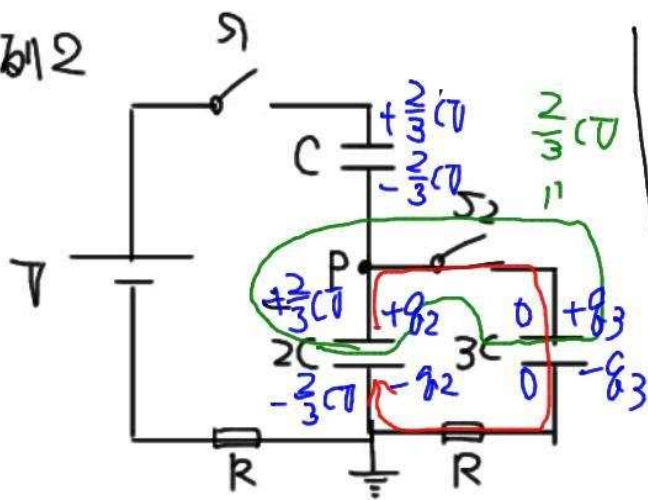 例2
S1
C
+2/3CV
-2/3CV
2/3CV
"
S2
V
P
+2/3CV
+q2
0
+q3
2C
3C
-2/3CV
-q2
0
-q3
R
R